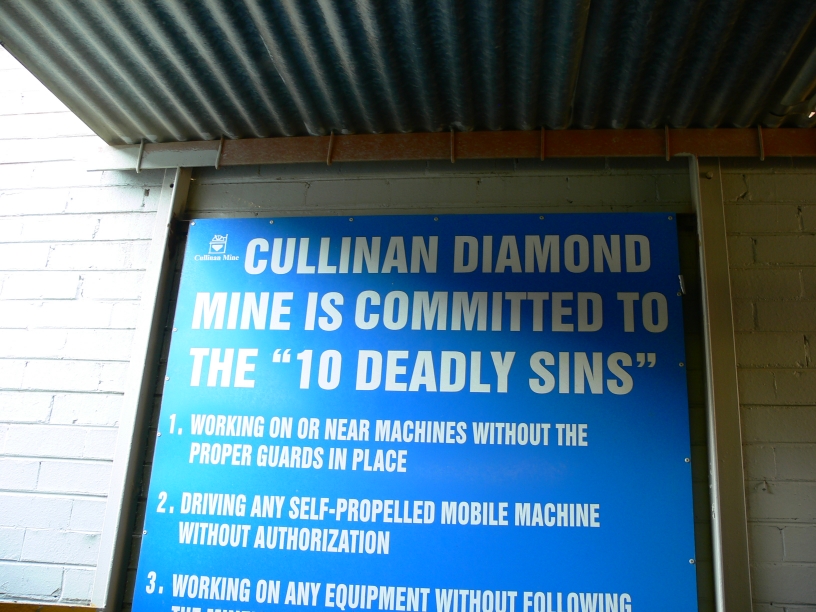 Cullinan Mine
CULLINAN DIAMOND
MINE IS COMMITTED TO
THE “10 DEADLY SINS”
1. WORKING ON OR NEAR MACHINES WITHOUT THE
PROPER GUARDS IN PLACE
2. DRIVING ANY SELF-PROPELLED MOBILE MACHINE
WITHOUT AUTHORIZATION
3. WORKING ON ANY EQUIPMENT WITHOUT FOLLOWING
THE